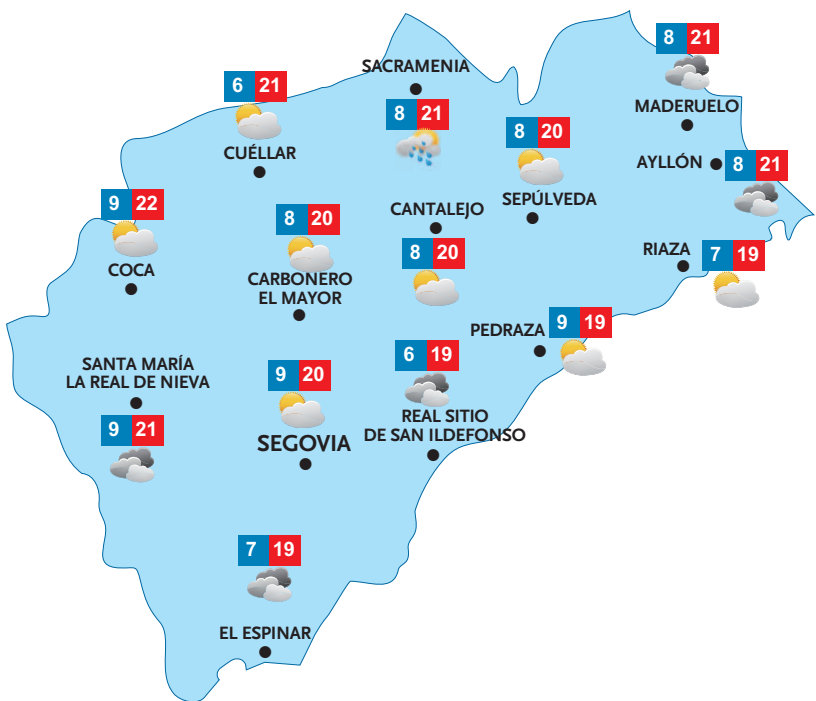 8 21
MADERUELO
SACRAMENIA
8 21
6 21
CUÉLLAR
8 20
SEPÚLVEDA
AYLLÓN
8 21
9 22
COCA
8 20
CARBONERO
EL MAYOR
CANTALEJO
8 20
RIAZA
7 19
PEDRAZA
9 19
SANTA MARÍA
LA REAL DE NIEVA
9 21
9 20
SEGOVIA
6 19
REAL SITIO
DE SAN ILDEFONSO
7 19
EL ESPINAR